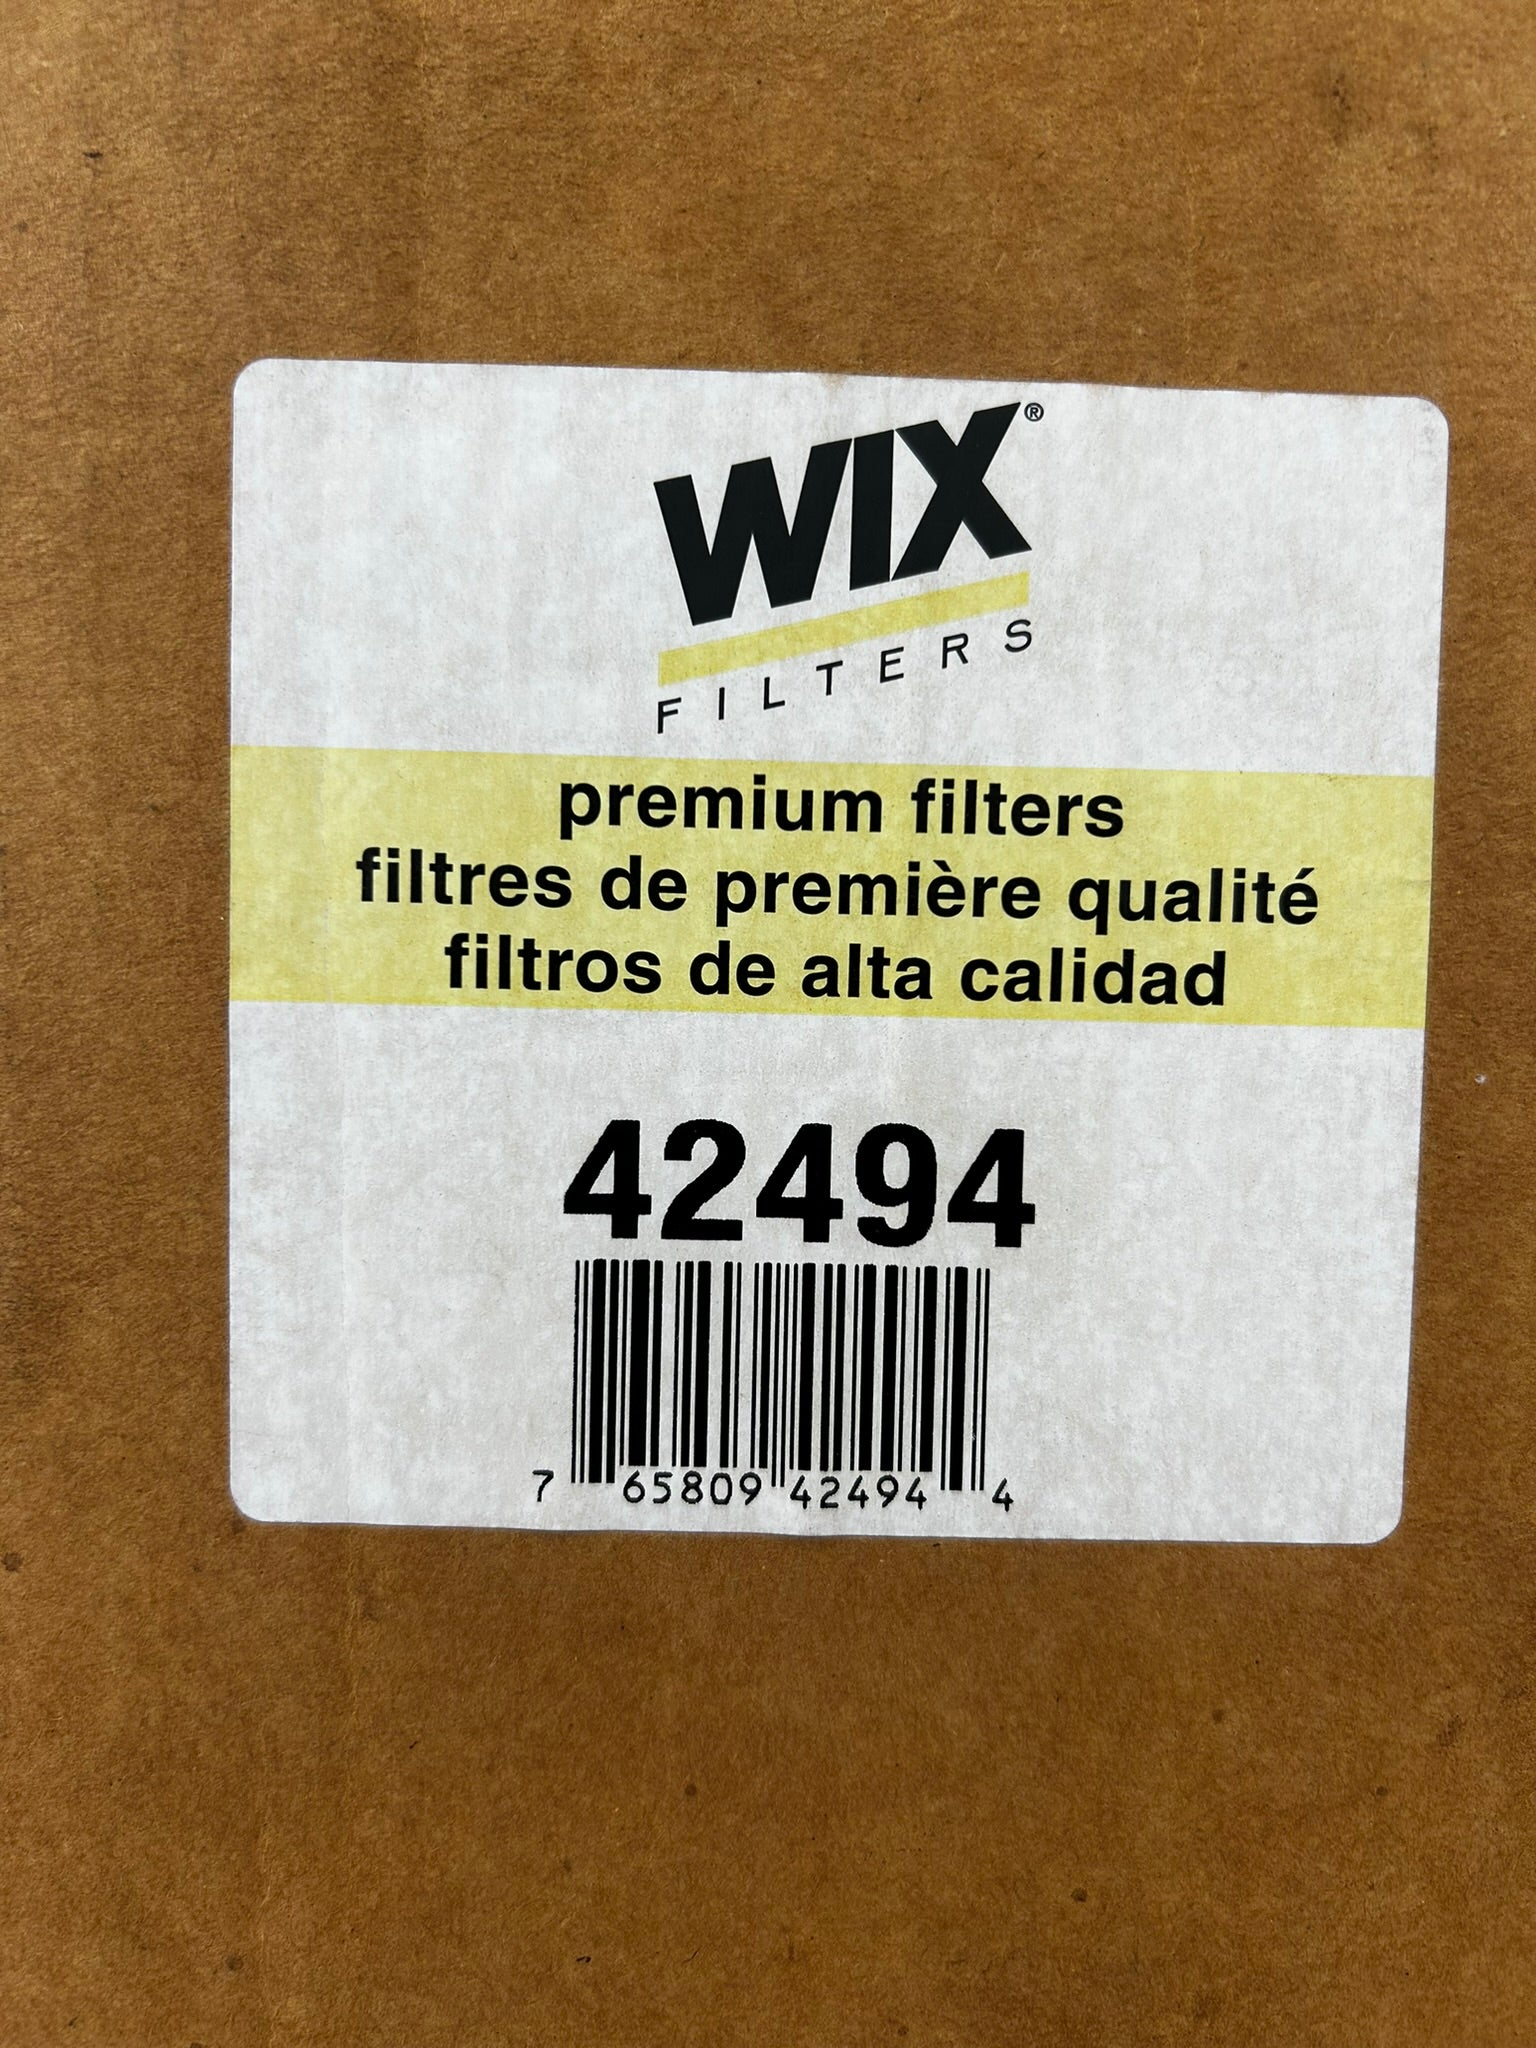 WIX®
FILTERS
premium filters
filtres de première qualité
filtros de alta calidad
42494
7 65809 42494 4